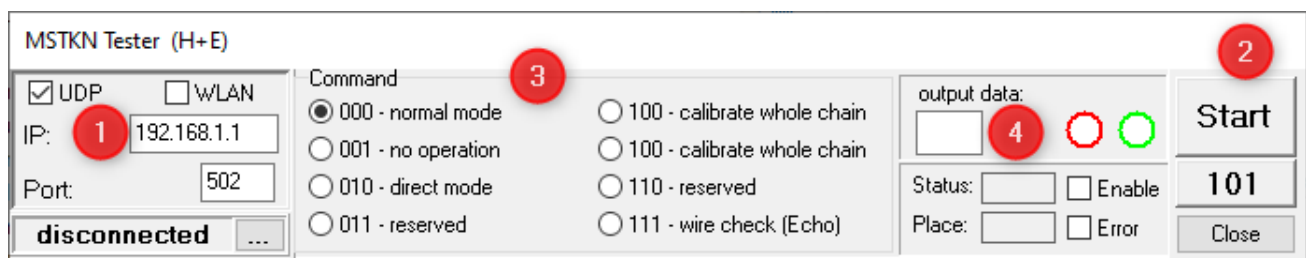 MSTKN Tester (H+E)
UDP WLAN
IP: 1 192.168.1.1
Port: 502
disconnected ...
Command 3
000 - normal mode
001 - no operation
010 - direct mode
011 - reserved
100 - calibrate whole chain
100 - calibrate whole chain
110 - reserved
111 - wire check (Echo)
output data:
4
Status: Enable
Place: Error
2
Start
101
Close